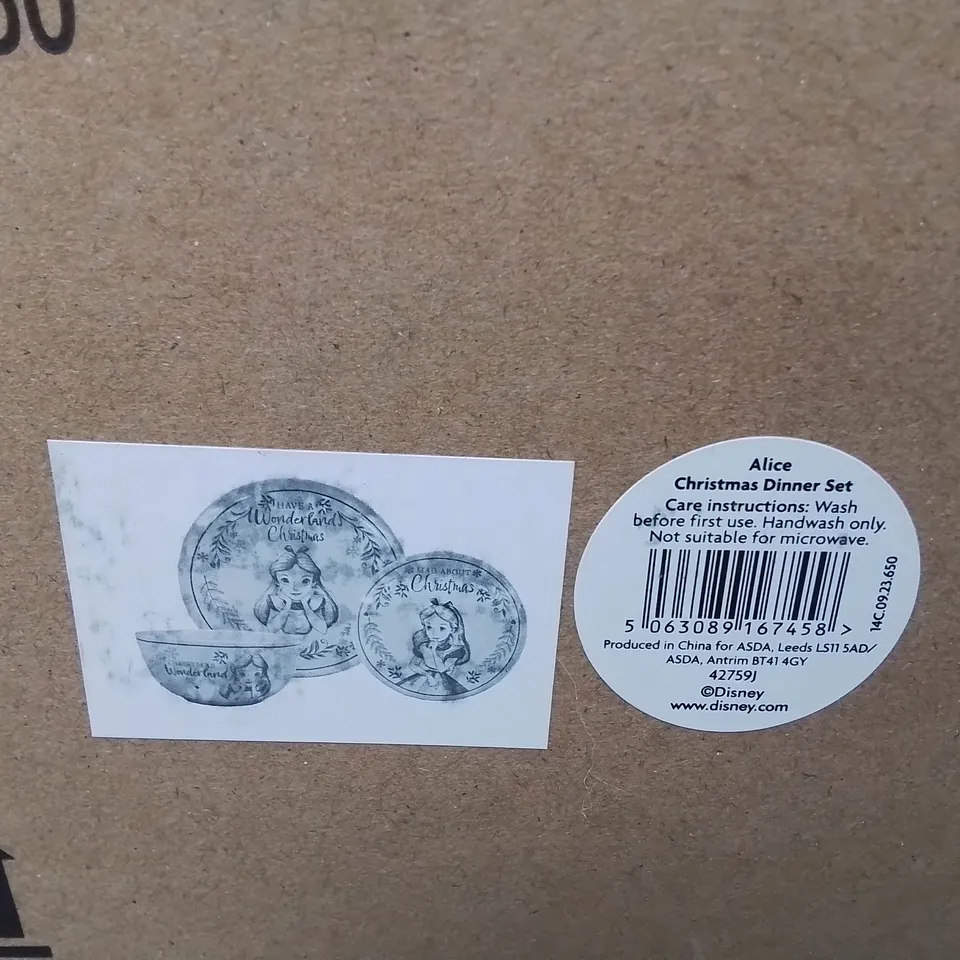 HAVE A
Wonderland
Christmas
MAD ABOUT
Christmas
Wonderland
Alice
Christmas Dinner Set
Care instructions: Wash
before first use. Handwash only.
Not suitable for microwave.
5 063089 167458 >
14C.09.23.650
Produced in China for ASDA, Leeds LS11 5AD/
ASDA, Antrim BT41 4GY
42759J
©Disney
www.disney.com